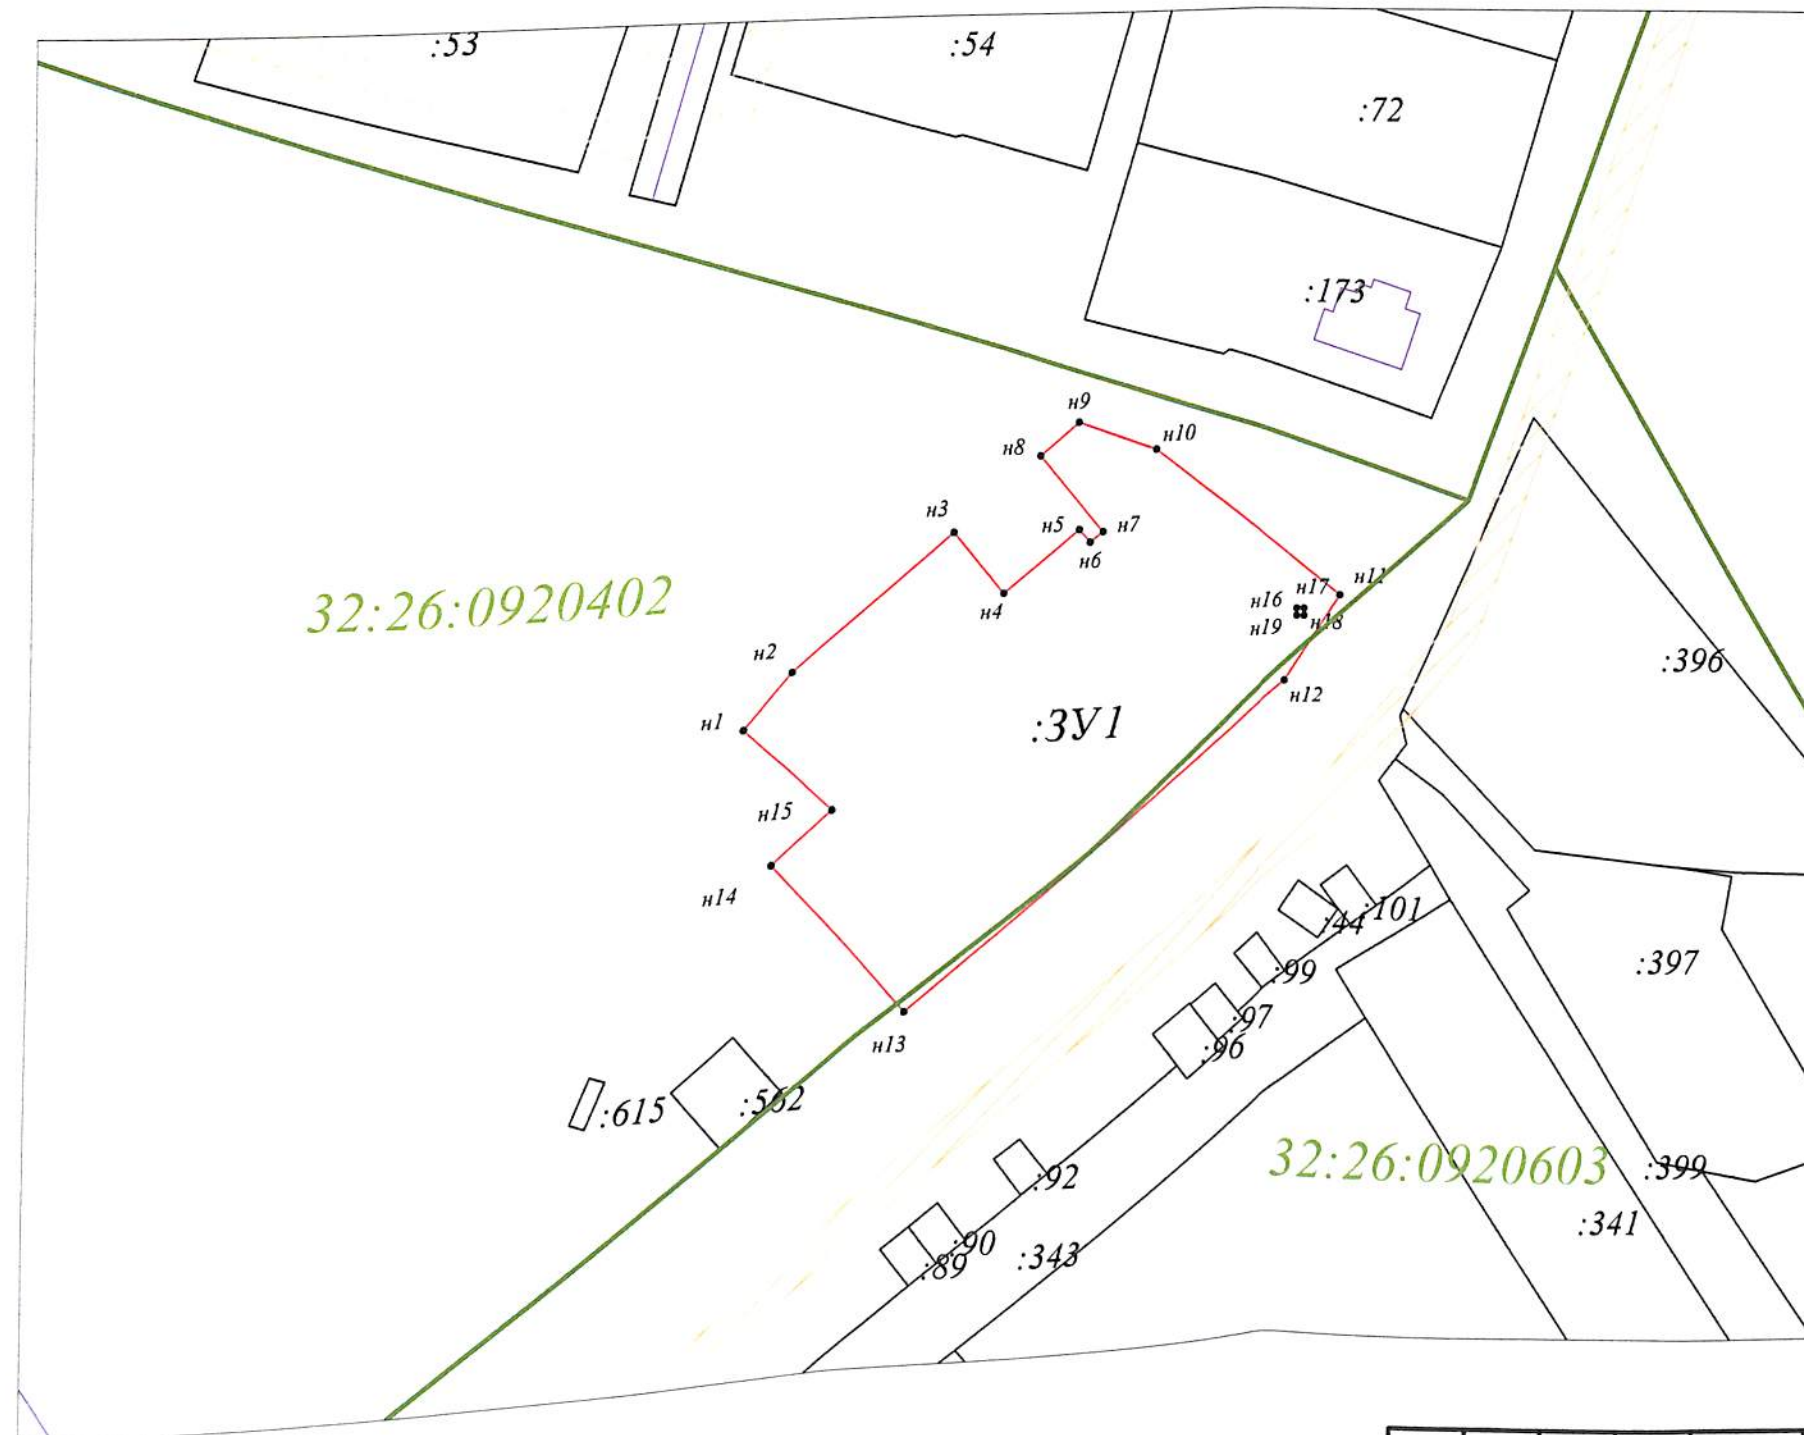 :53
:54
:72
:173
н9
н10
н8
н3
н5
н7
н6
н4
н11
н17
н16
н19
н18
32:26:0920402
н2
н12
:396
н1
:ЗУ1
н15
н14
:101
:44
:397
:99
:97
н13
:96
:562
:615
32:26:0920603
:399
:92
:341
:90
:343
:89